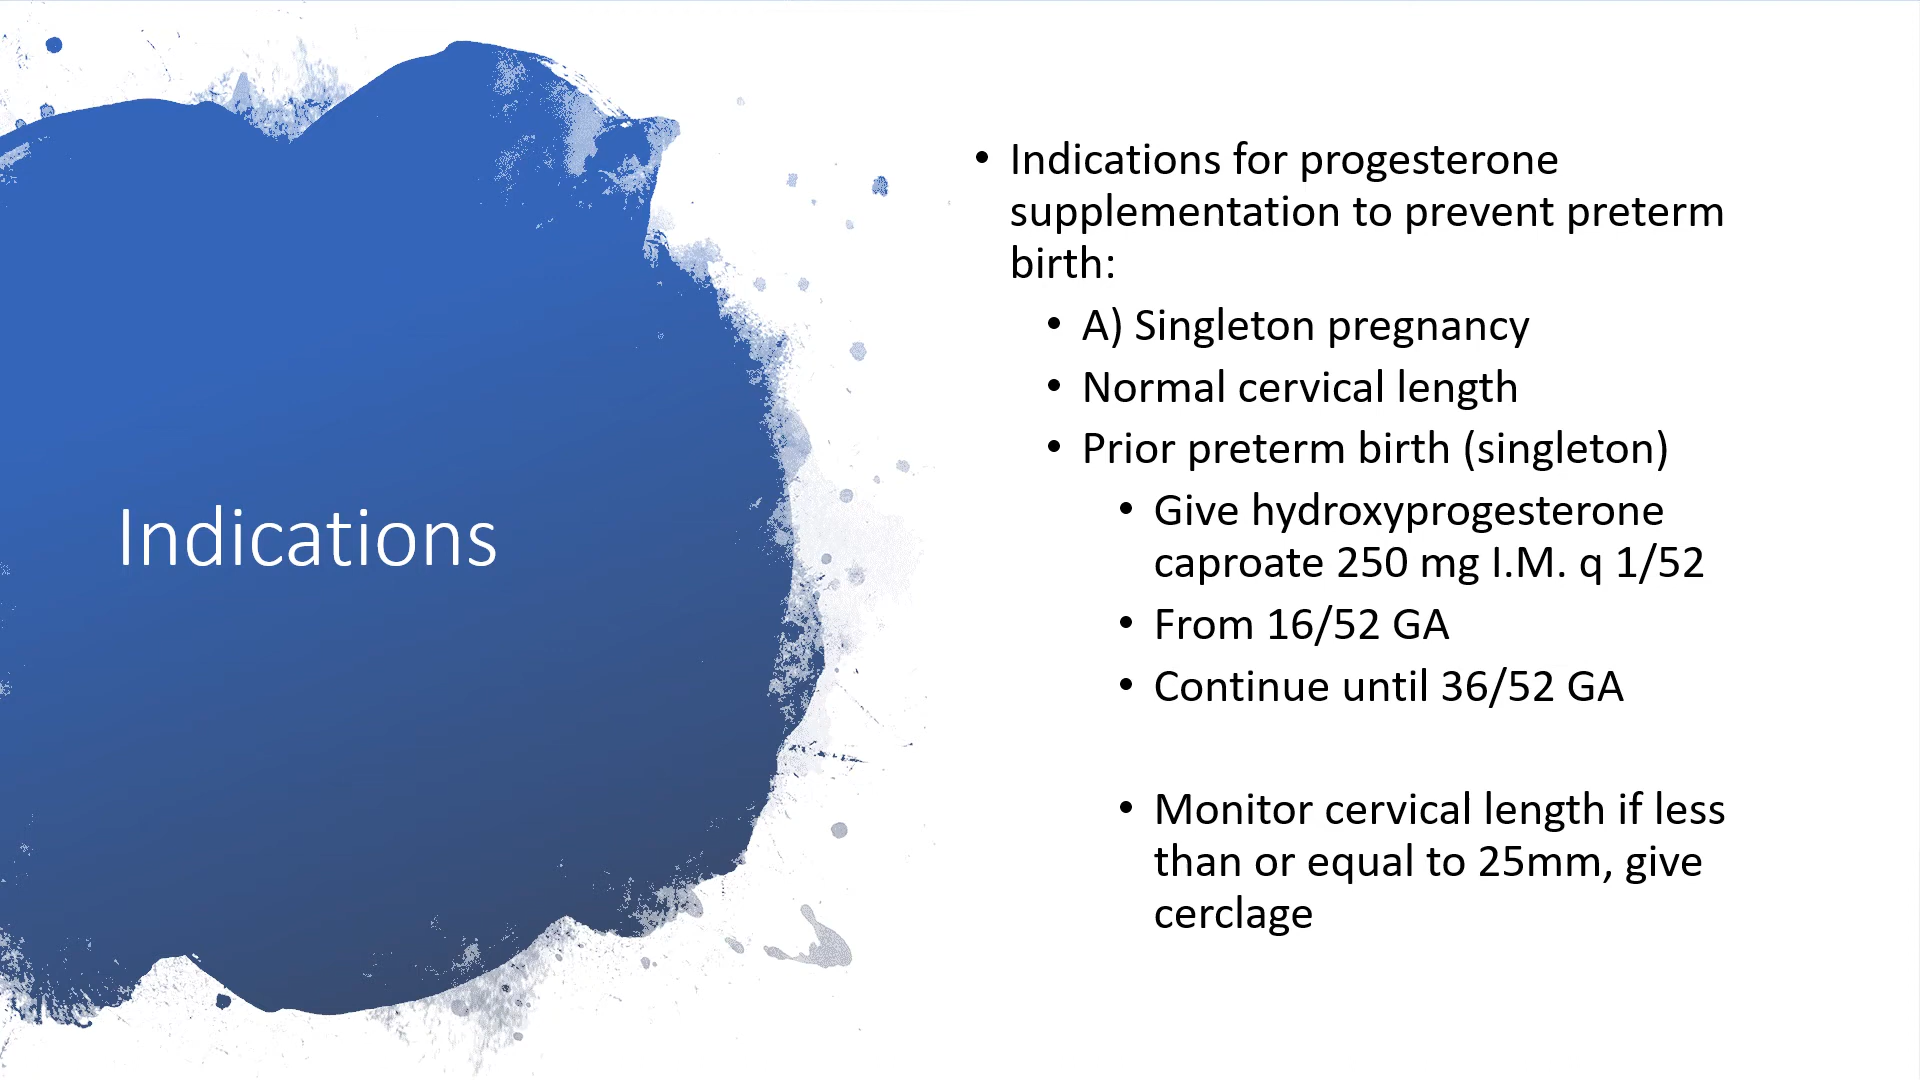 Indications
• Indications for progesterone
supplementation to prevent preterm
birth:
• A) Singleton pregnancy
• Normal cervical length
• Prior preterm birth (singleton)
• Give hydroxyprogesterone
caproate 250 mg I.M. q 1/52
• From 16/52 GA
• Continue until 36/52 GA
• Monitor cervical length if less
than or equal to 25mm, give
cerclage